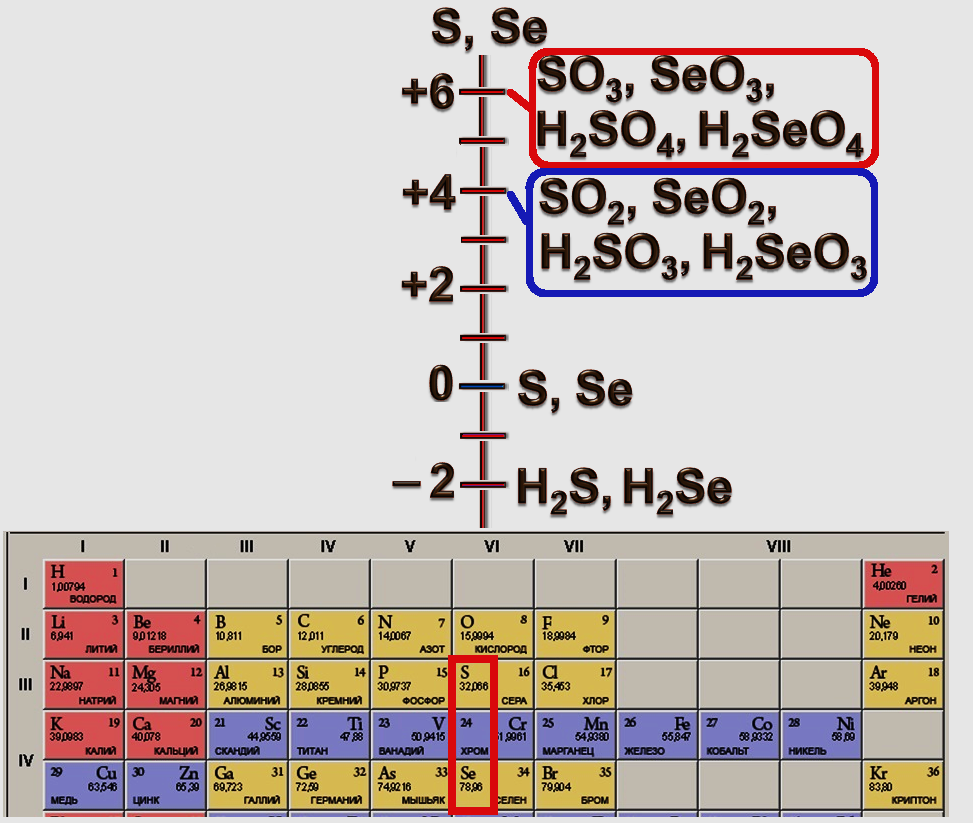 S, Se
+6 SO₃, SeO₃,
H₂SO₄, H₂SeO₄
+4 SO₂, SeO₂,
H₂SO₃, H₂SeO₃
+2
0 S, Se
−2 H₂S, H₂Se
I II III IV V VI VII VIII
I
H 1
1,00794
ВОДОРОД
He 2
4,00260
ГЕЛИЙ
II
Li 3
6,941
ЛИТИЙ
Be 4
9,01218
БЕРИЛЛИЙ
B 5
10,811
БОР
C 6
12,011
УГЛЕРОД
N 7
14,0067
АЗОТ
O 8
15,9994
КИСЛОРОД
F 9
18,9984
ФТОР
Ne 10
20,179
НЕОН
III
Na 11
22,9897
НАТРИЙ
Mg 12
24,305
МАГНИЙ
Al 13
26,9815
АЛЮМИНИЙ
Si 14
28,0855
КРЕМНИЙ
P 15
30,9737
ФОСФОР
S 16
32,066
СЕРА
Cl 17
35,453
ХЛОР
Ar 18
39,948
АРГОН
IV
K 19
39,0983
КАЛИЙ
Ca 20
40,078
КАЛЬЦИЙ
21 Sc
44,9559
СКАНДИЙ
22 Ti
47,88
ТИТАН
23 V
50,9415
ВАНАДИЙ
24 Cr
1,9961
ХРОМ
25 Mn
54,9380
МАРГАНЕЦ
26 Fe
55,847
ЖЕЛЕЗО
27 Co
58,9332
КОБАЛЬТ
28 Ni
58,69
НИКЕЛЬ
29 Cu
63,546
МЕДЬ
30 Zn
65,39
ЦИНК
Ga 31
69,723
ГАЛЛИЙ
Ge 32
72,59
ГЕРМАНИЙ
As 33
74,9216
МЫШЬЯК
Se 34
78,96
СЕЛЕН
Br 35
79,904
БРОМ
Kr 36
83,80
КРИПТОН